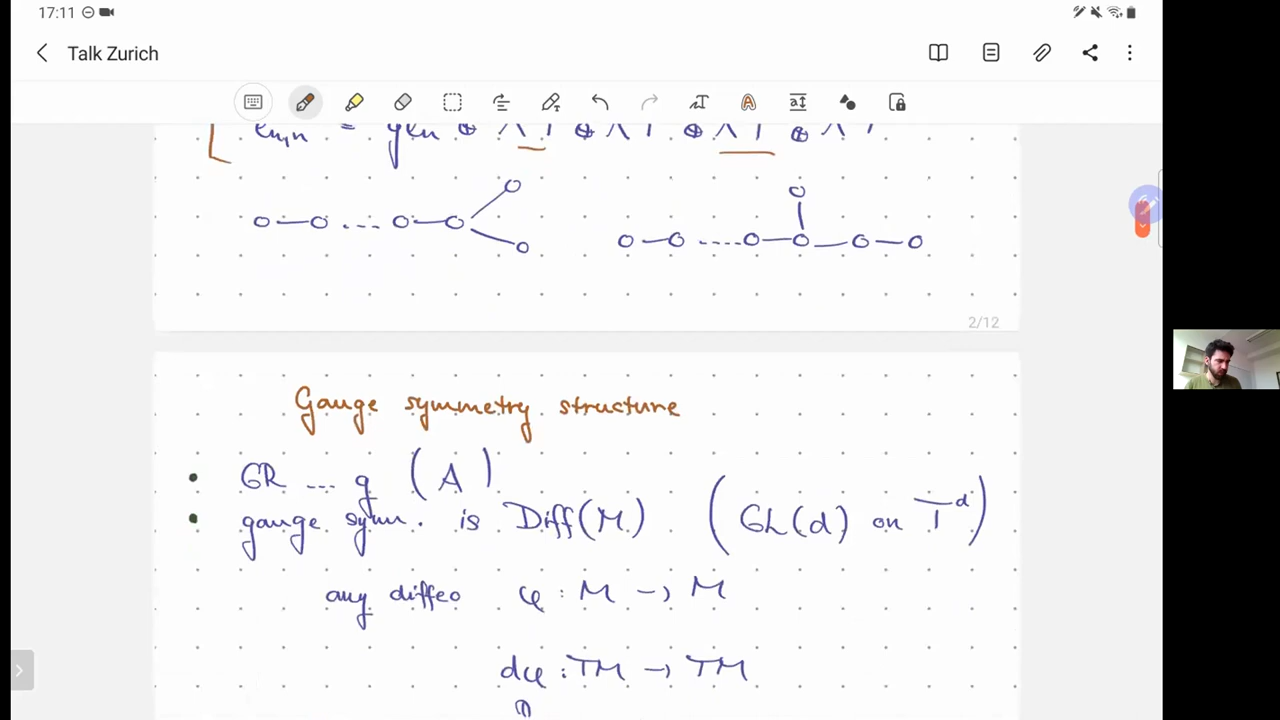 17:11
Talk Zurich
2/12
Gauge symmetry structure
• GR ... g (A)
• gauge symm. is Diff(M) (GL(d) on T^d)
any diffeo φ : M → M
dφ : TM → TM